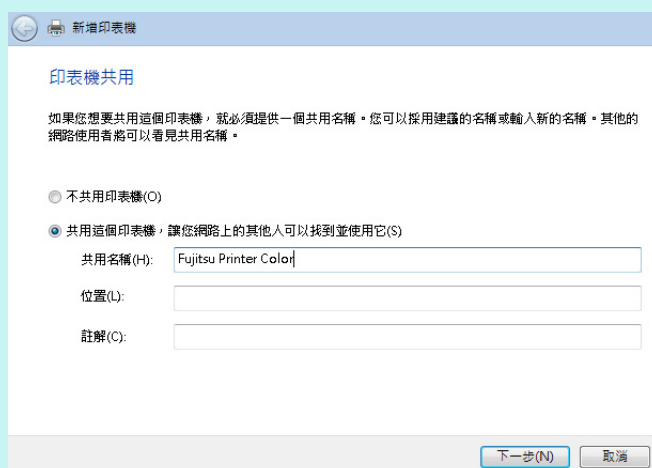 新增印表機
印表機共用
如果您想要共用這個印表機，就必須提供一個共用名稱。您可以採用建議的名稱或輸入新的名稱。其他的
網路使用者將可以看見共用名稱。
不共用印表機(O)
共用這個印表機，讓您網路上的其他人可以找到並使用它(S)
共用名稱(H): Fujitsu Printer Color
位置(L):
註解(C):
下一步(N) 取消